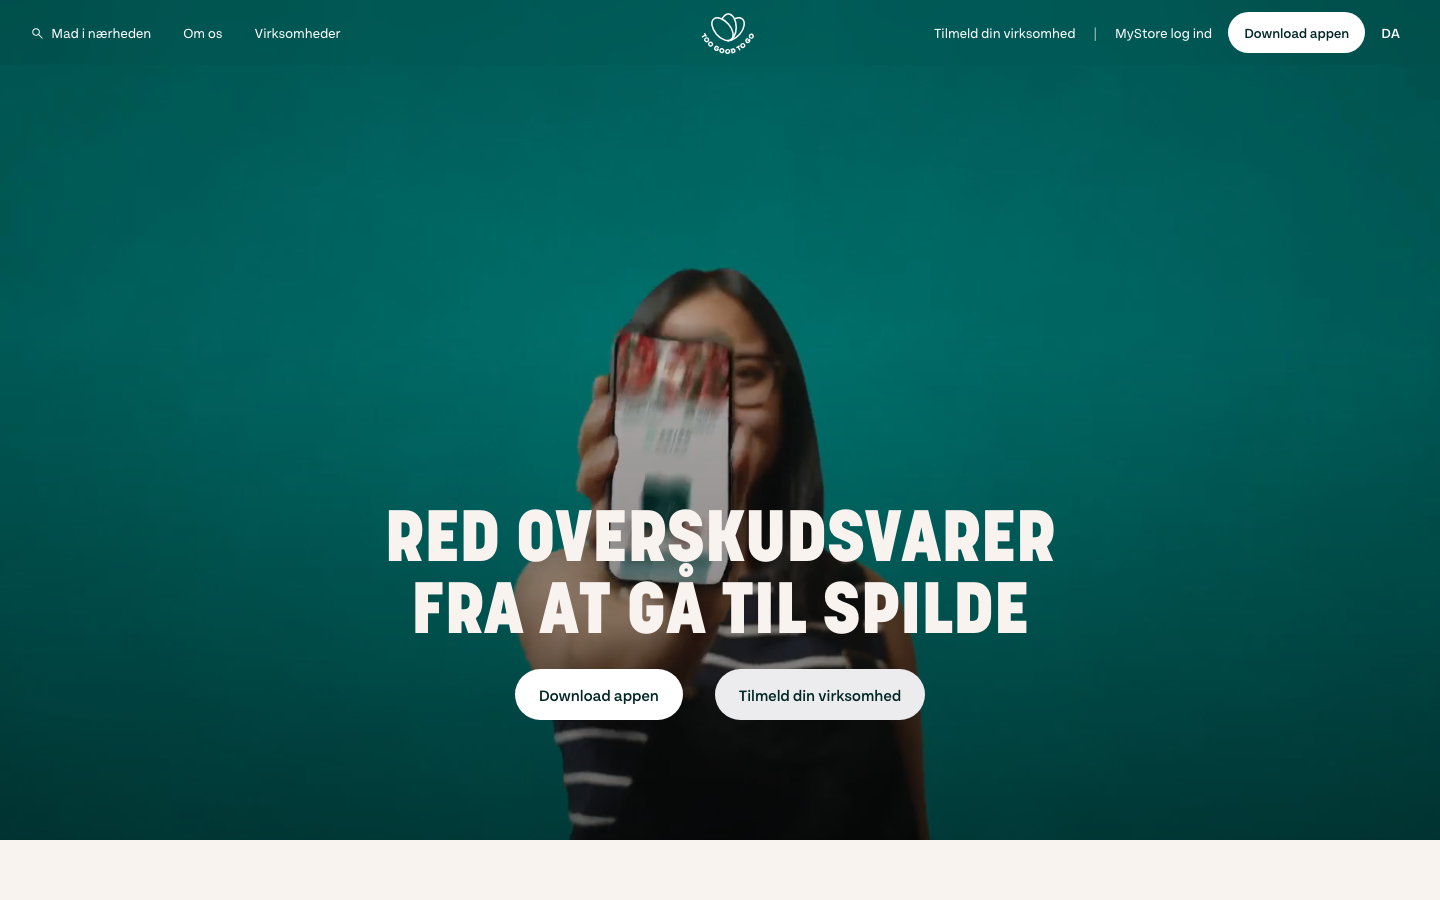 Mad i nærheden
Om os
Virksomheder
TOO GOOD TO GO
Tilmeld din virksomhed
|
MyStore log ind
Download appen
DA
RED OVERSKUDSVARER
FRA AT GÅ TIL SPILDE
Download appen
Tilmeld din virksomhed